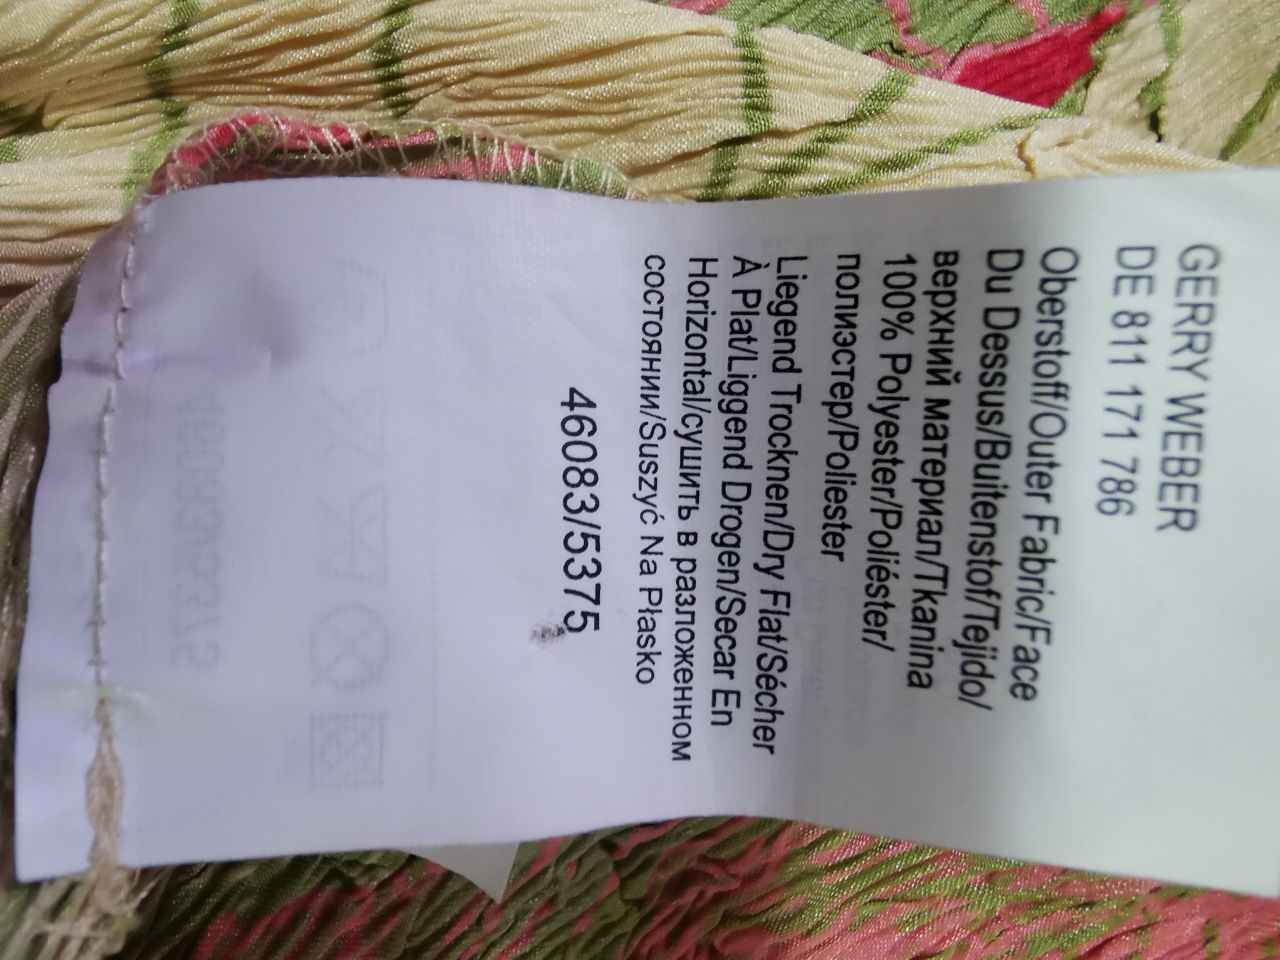 GERRY WEBER
DE 811 171 786
Oberstoff/Outer Fabric/Face
Du Dessus/Buitenstof/Tejido/
верхний материал/Tkanina
100% Polyester/Poliéster/
полиэстер/Poliester
Liegend Trocknen/Dry Flat/Sécher
À Plat/Liggend Drogen/Secar En
Horizontal/сушить в разложенном
состоянии/Suszyć Na Płasko
46083/5375